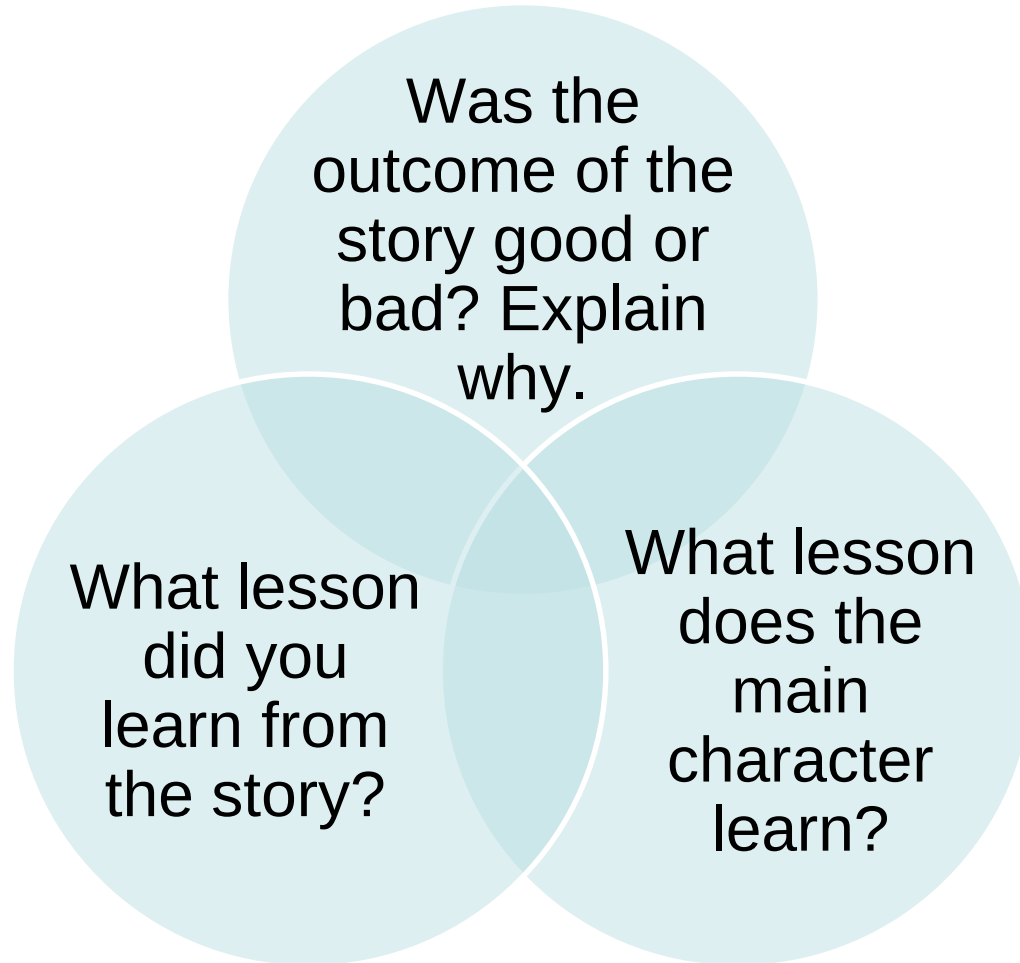 Was the
outcome of the
story good or
bad? Explain
why.
What lesson
did you
learn from
the story?
What lesson
does the
main
character
learn?